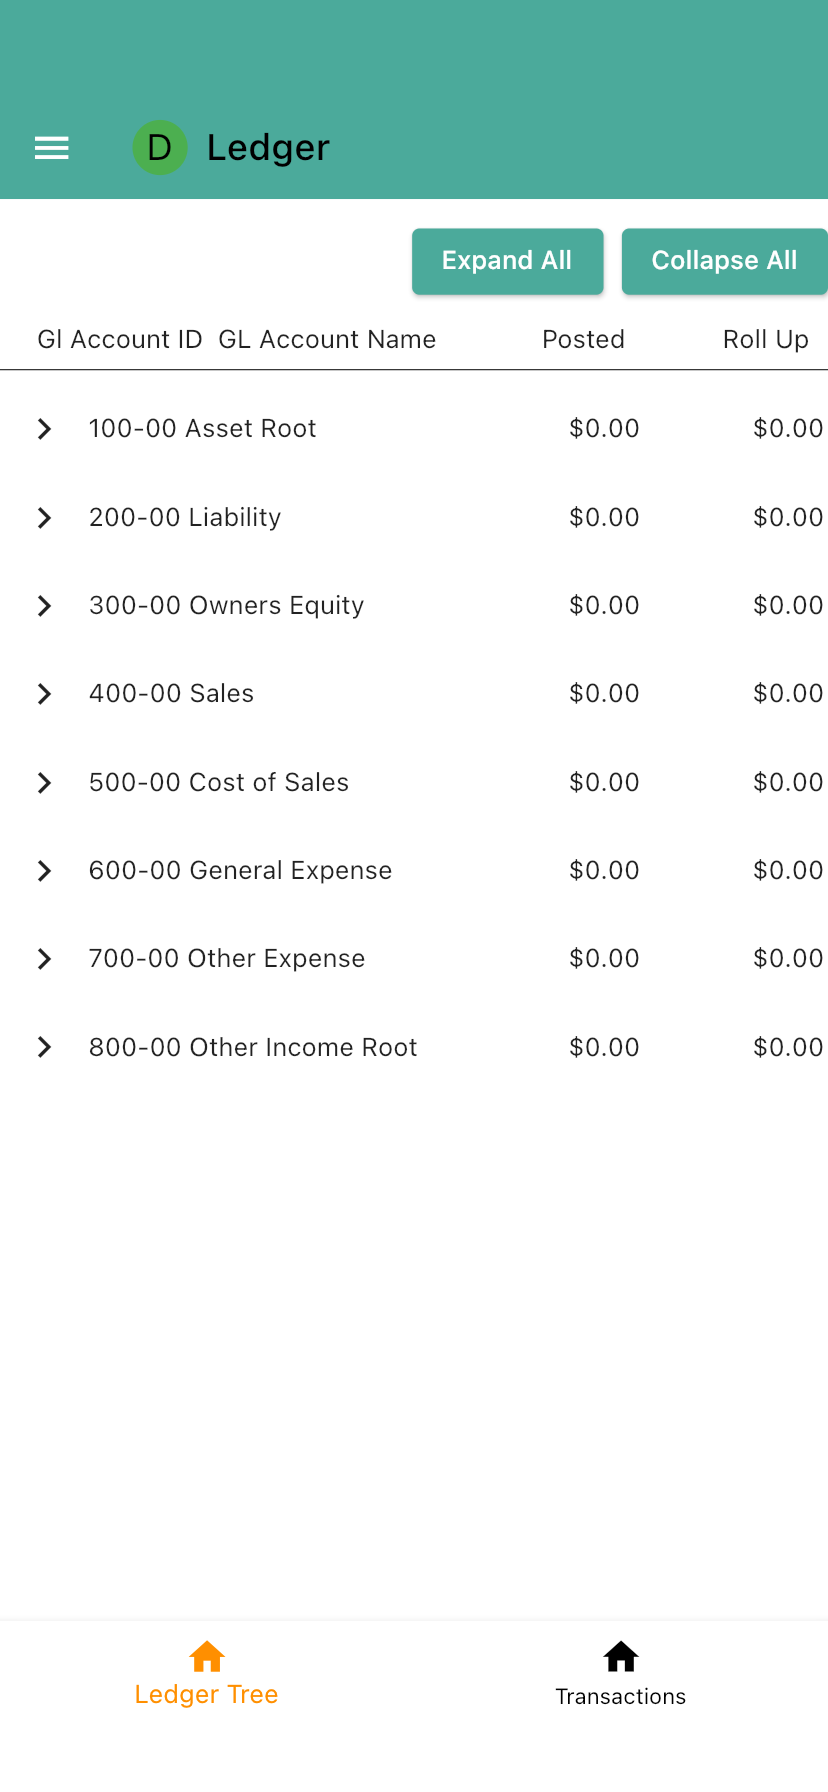 D Ledger
Expand All Collapse All
Gl Account ID GL Account Name Posted Roll Up
100-00 Asset Root $0.00 $0.00
200-00 Liability $0.00 $0.00
300-00 Owners Equity $0.00 $0.00
400-00 Sales $0.00 $0.00
500-00 Cost of Sales $0.00 $0.00
600-00 General Expense $0.00 $0.00
700-00 Other Expense $0.00 $0.00
800-00 Other Income Root $0.00 $0.00
Ledger Tree Transactions